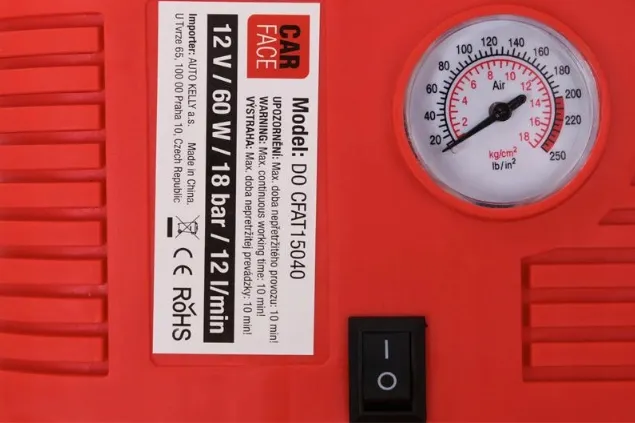 CAR
FACE
Model: DO CFAT15040
UPOZORNĚNÍ: Max. doba nepřetržitého provozu: 10 min!
WARNING: Max. continuous working time: 10 min!
VÝSTRAHA: Max. doba nepretržitej prevádzky: 10 min!
12 V / 60 W / 18 bar / 12 l/min
Importer: AUTO KELLY a.s. Made in China.
U Tvrze 65, 100 00 Praha 10, Czech Republic
CE RoHS
20 40 60 80 100 120 140 160 180 200 250
2 4 6 8 10 12 14 16 18
Air
kg/cm²
lb/in²
I
O